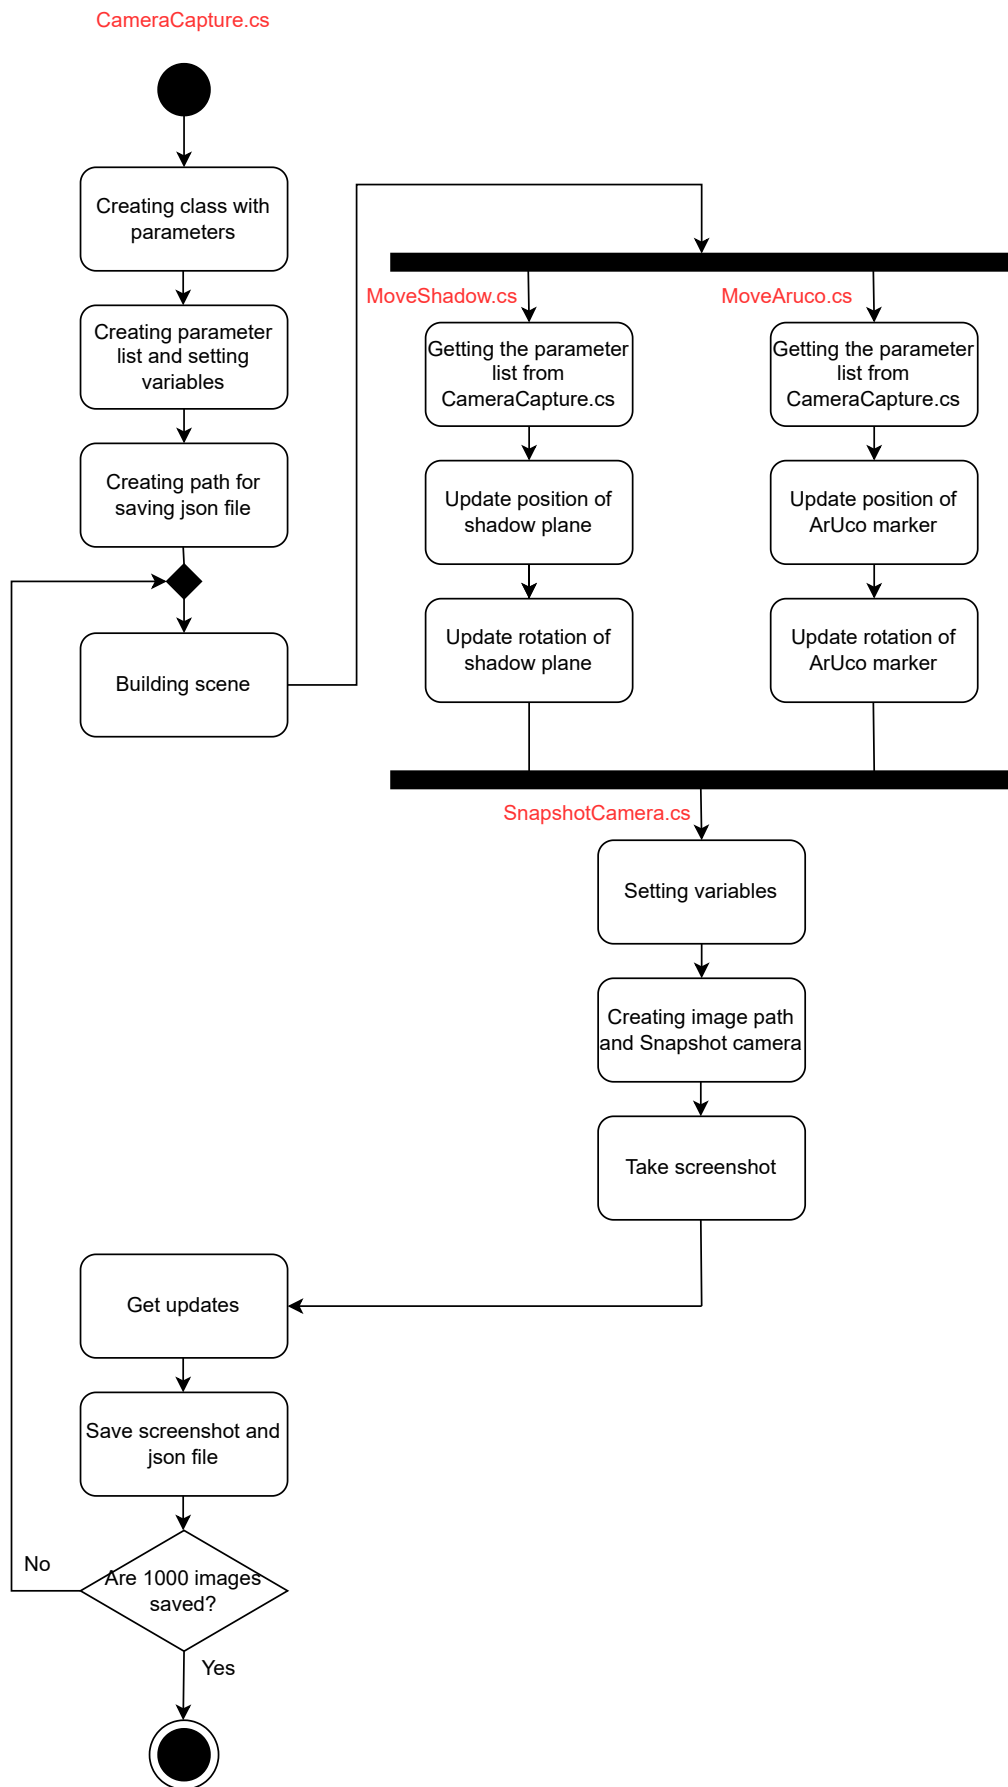 CameraCapture.cs
Creating class with
parameters
Creating parameter
list and setting
variables
Creating path for
saving json file
Building scene
MoveShadow.cs
Getting the parameter
list from
CameraCapture.cs
Update position of
shadow plane
Update rotation of
shadow plane
MoveAruco.cs
Getting the parameter
list from
CameraCapture.cs
Update position of
ArUco marker
Update rotation of
ArUco marker
SnapshotCamera.cs
Setting variables
Creating image path
and Snapshot camera
Take screenshot
Get updates
Save screenshot and
json file
Are 1000 images
saved?
No
Yes